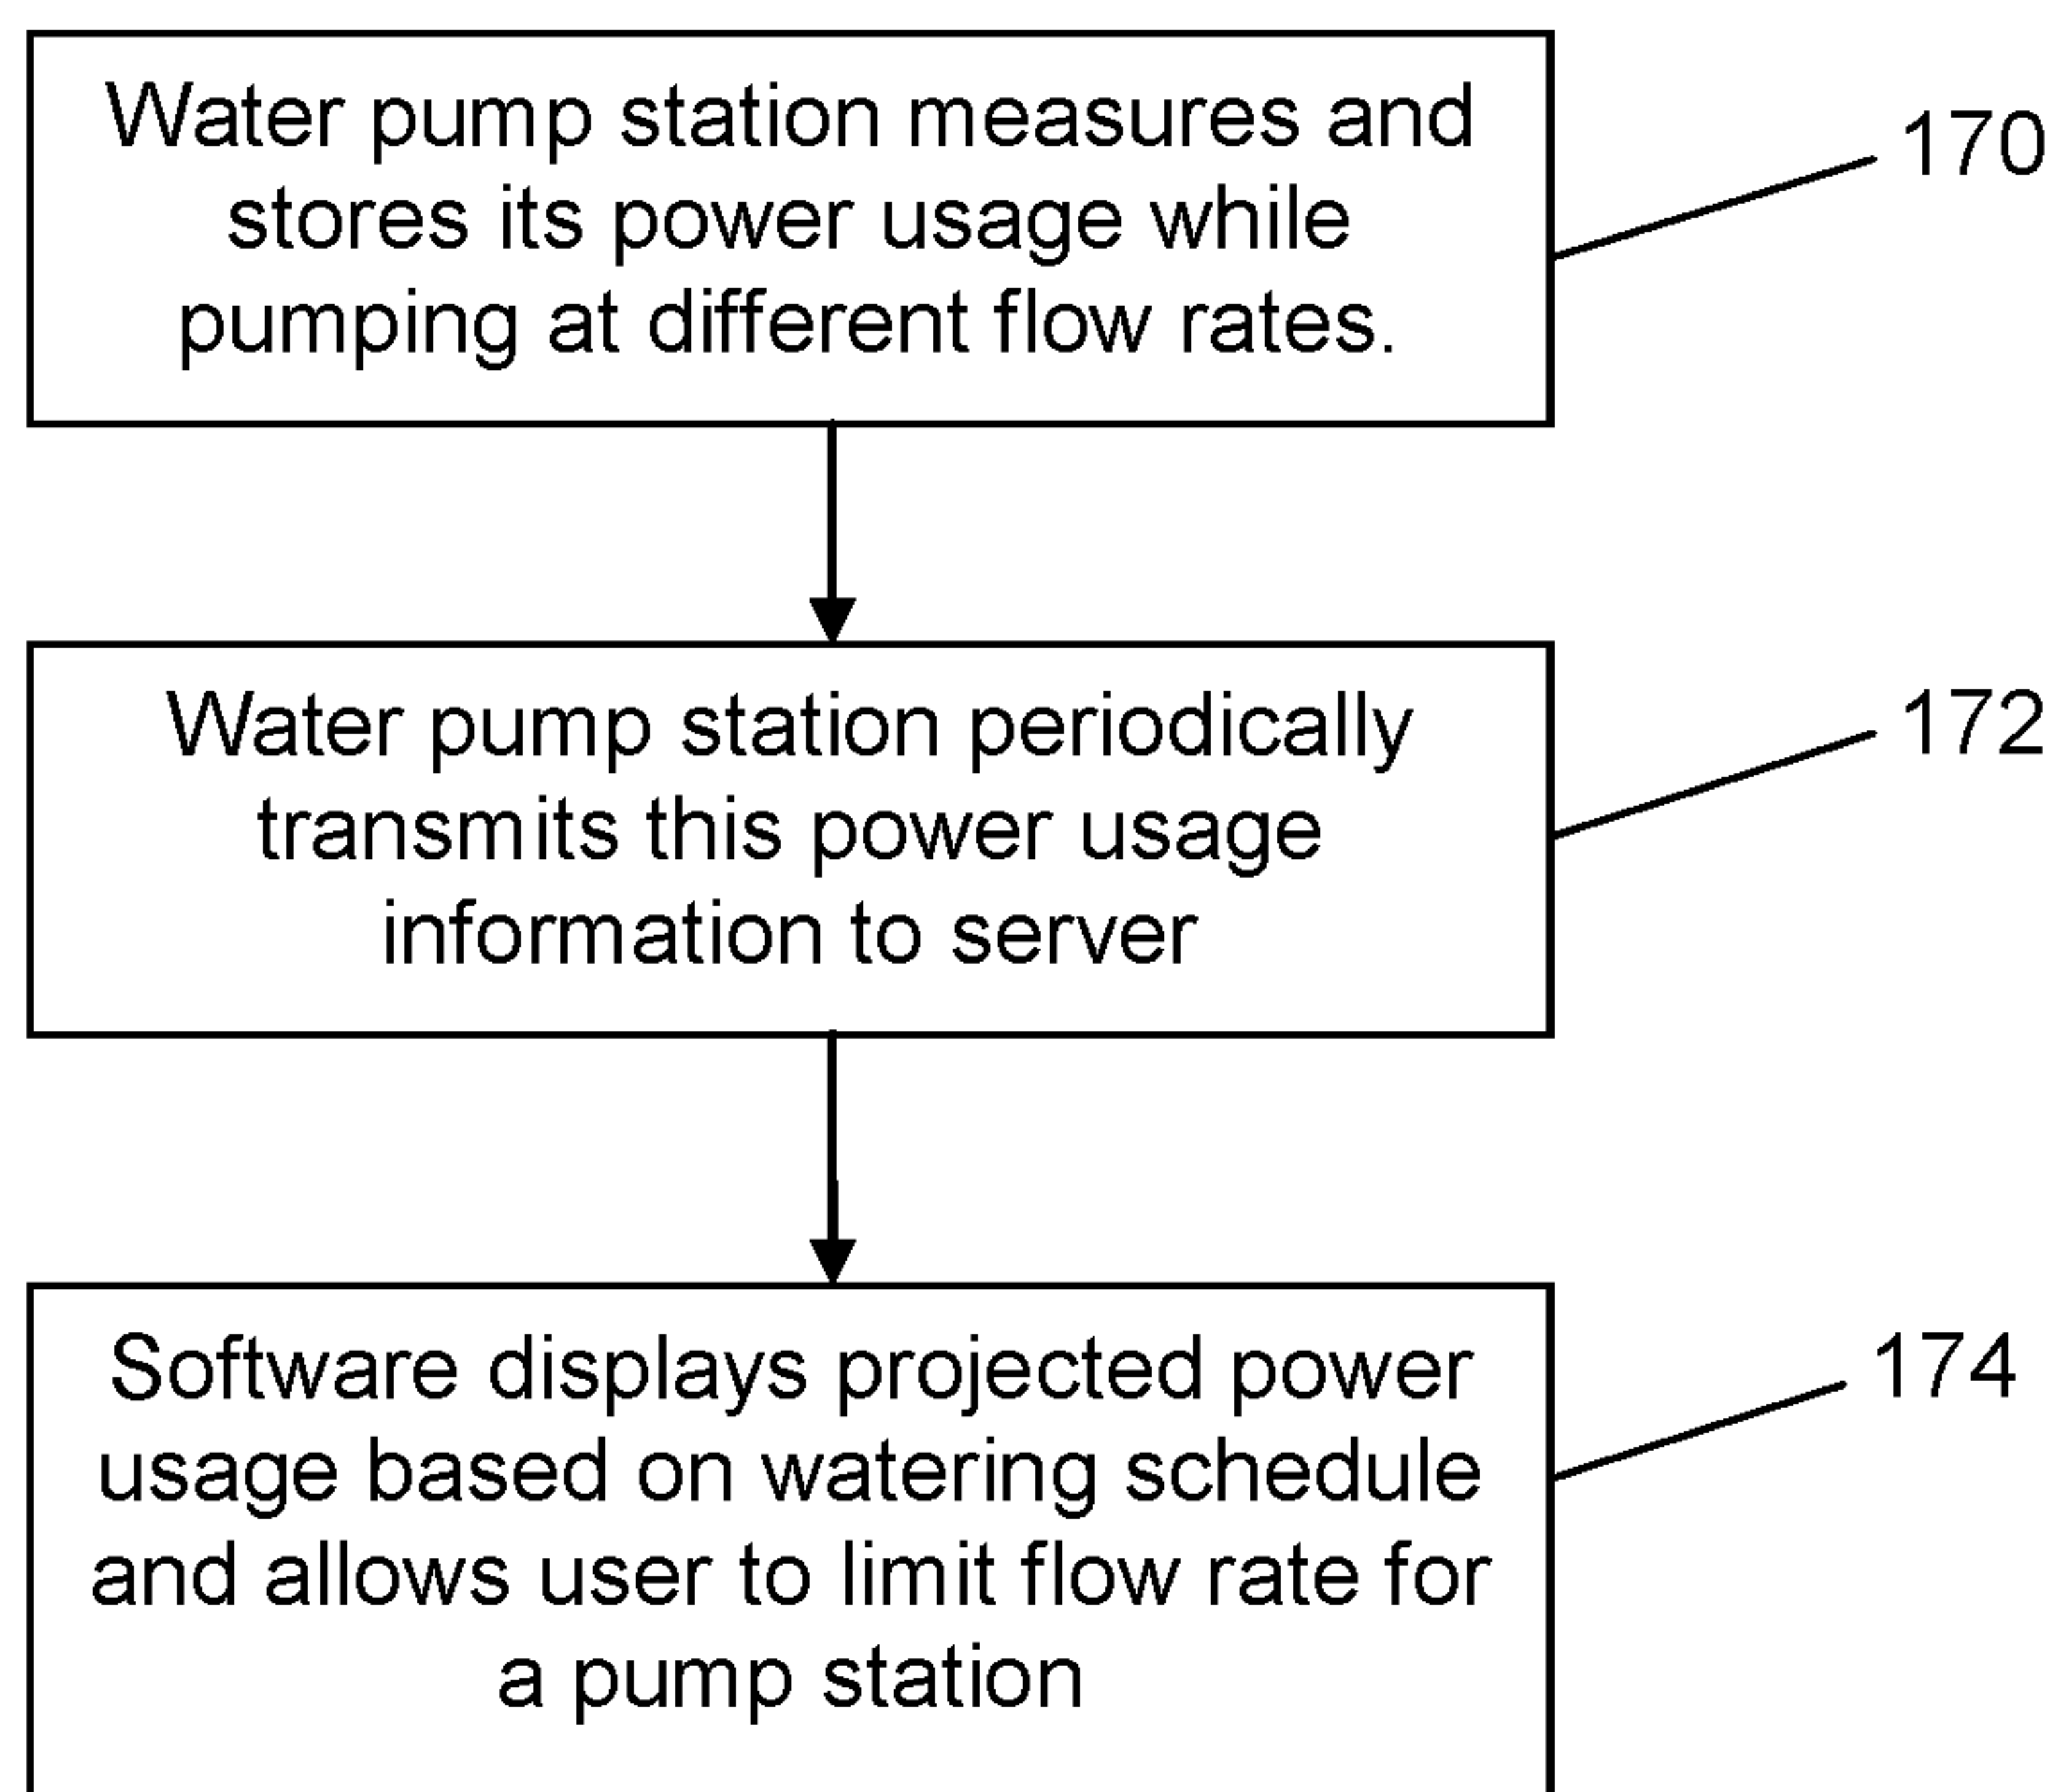 Water pump station measures and
stores its power usage while
pumping at different flow rates.
170
Water pump station periodically
transmits this power usage
information to server
172
Software displays projected power
usage based on watering schedule
and allows user to limit flow rate for
a pump station
174